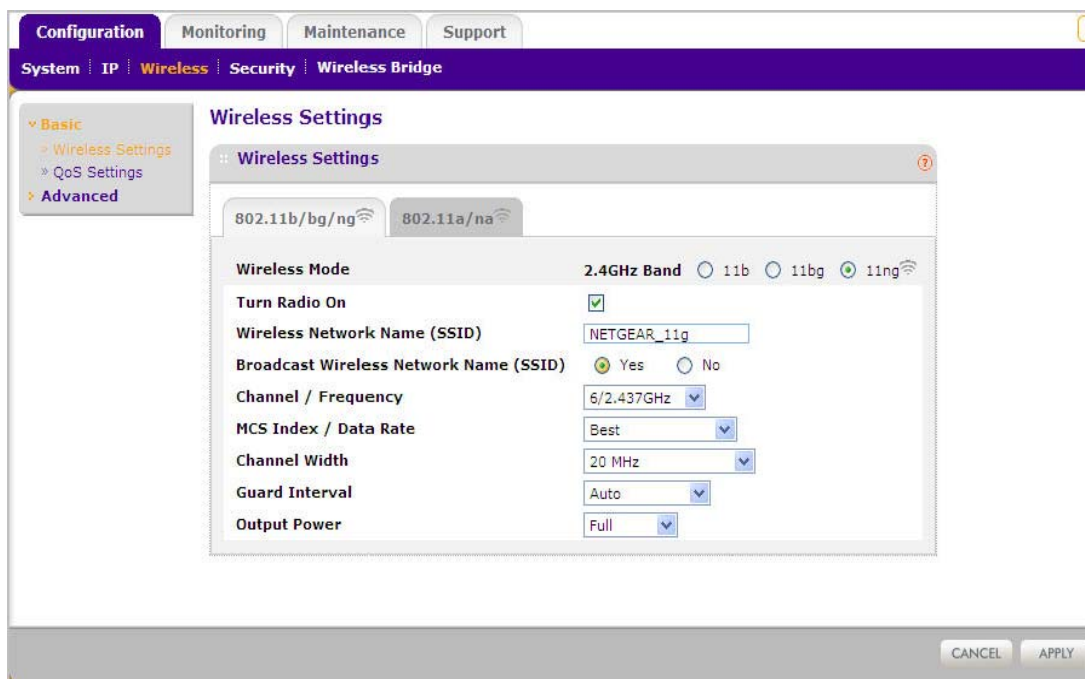 Configuration Monitoring Maintenance Support
System IP Wireless Security Wireless Bridge
Basic
» Wireless Settings
» QoS Settings
Advanced
Wireless Settings
Wireless Settings ?
802.11b/bg/ng 802.11a/na
Wireless Mode 2.4GHz Band 11b 11bg 11ng
Turn Radio On
Wireless Network Name (SSID) NETGEAR_11g
Broadcast Wireless Network Name (SSID) Yes No
Channel / Frequency 6/2.437GHz
MCS Index / Data Rate Best
Channel Width 20 MHz
Guard Interval Auto
Output Power Full
CANCEL APPLY